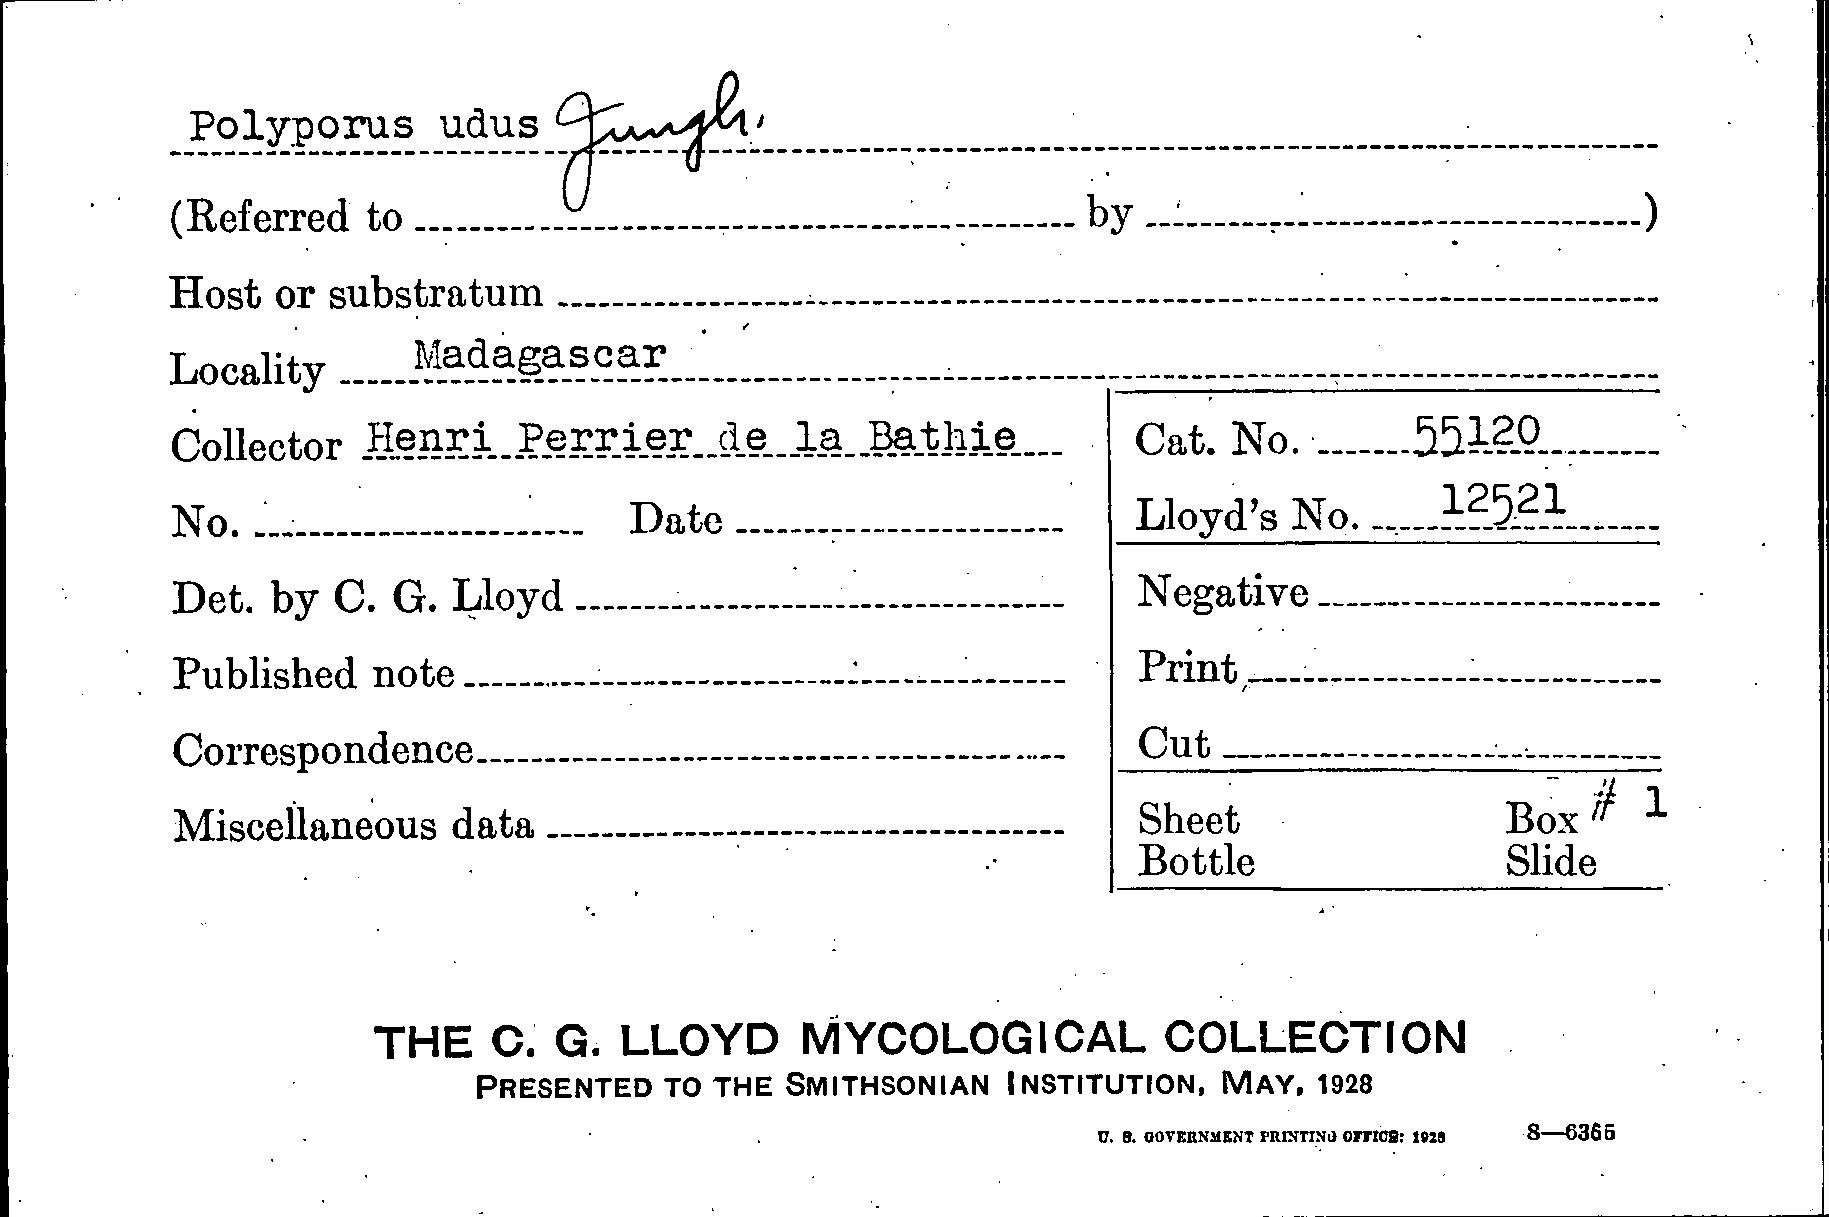 Polyporus udus Jungh.
(Referred to by )
Host or substratum
Locality Madagascar
Collector Henri Perrier de la Bathie
Cat. No. 55120
No. Date
Lloyd's No. 12521
Det. by C. G. Lloyd
Negative
Published note
Print
Correspondence
Cut
Miscellaneous data
Sheet Box # 1
Bottle Slide
THE C. G. LLOYD MYCOLOGICAL COLLECTION
PRESENTED TO THE SMITHSONIAN INSTITUTION, MAY, 1928
U. S. GOVERNMENT PRINTING OFFICE: 1928 8—6365